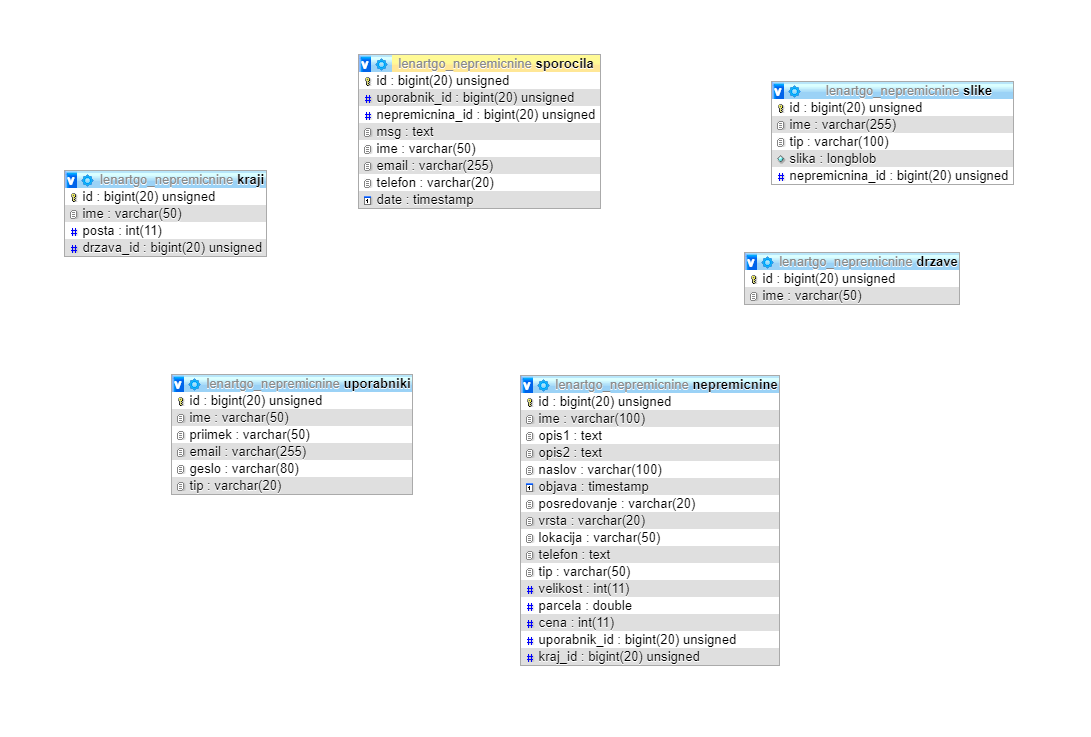 lenartgo_nepremicnine sporocila
id : bigint(20) unsigned
uporabnik_id : bigint(20) unsigned
nepremicnina_id : bigint(20) unsigned
msg : text
ime : varchar(50)
email : varchar(255)
telefon : varchar(20)
date : timestamp
lenartgo_nepremicnine slike
id : bigint(20) unsigned
ime : varchar(255)
tip : varchar(100)
slika : longblob
nepremicnina_id : bigint(20) unsigned
lenartgo_nepremicnine kraji
id : bigint(20) unsigned
ime : varchar(50)
posta : int(11)
drzava_id : bigint(20) unsigned
lenartgo_nepremicnine drzave
id : bigint(20) unsigned
ime : varchar(50)
lenartgo_nepremicnine uporabniki
id : bigint(20) unsigned
ime : varchar(50)
priimek : varchar(50)
email : varchar(255)
geslo : varchar(80)
tip : varchar(20)
lenartgo_nepremicnine nepremicnine
id : bigint(20) unsigned
ime : varchar(100)
opis1 : text
opis2 : text
naslov : varchar(100)
objava : timestamp
posredovanje : varchar(20)
vrsta : varchar(20)
lokacija : varchar(50)
telefon : text
tip : varchar(50)
velikost : int(11)
parcela : double
cena : int(11)
uporabnik_id : bigint(20) unsigned
kraj_id : bigint(20) unsigned